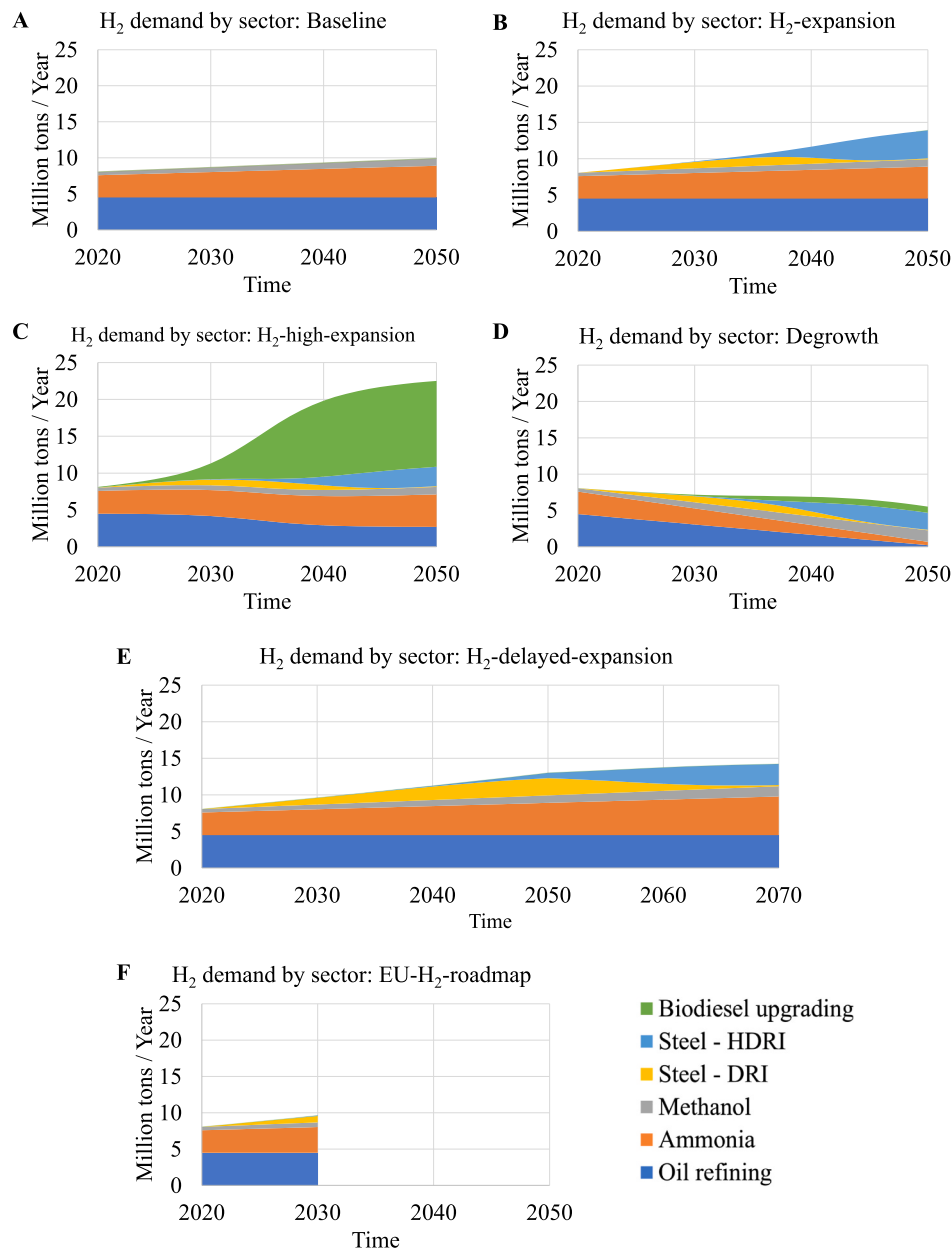 A
H₂ demand by sector: Baseline
Million tons / Year
25
20
15
10
5
0
2020 2030 2040 2050
Time
B
H₂ demand by sector: H₂-expansion
Million tons / Year
25
20
15
10
5
0
2020 2030 2040 2050
Time
C
H₂ demand by sector: H₂-high-expansion
Million tons / Year
25
20
15
10
5
0
2020 2030 2040 2050
Time
D
H₂ demand by sector: Degrowth
Million tons / Year
25
20
15
10
5
0
2020 2030 2040 2050
Time
E
H₂ demand by sector: H₂-delayed-expansion
Million tons / Year
25
20
15
10
5
0
2020 2030 2040 2050 2060 2070
Time
F
H₂ demand by sector: EU-H₂-roadmap
Million tons / Year
25
20
15
10
5
0
2020 2030 2040 2050
Time
Biodiesel upgrading
Steel - HDRI
Steel - DRI
Methanol
Ammonia
Oil refining